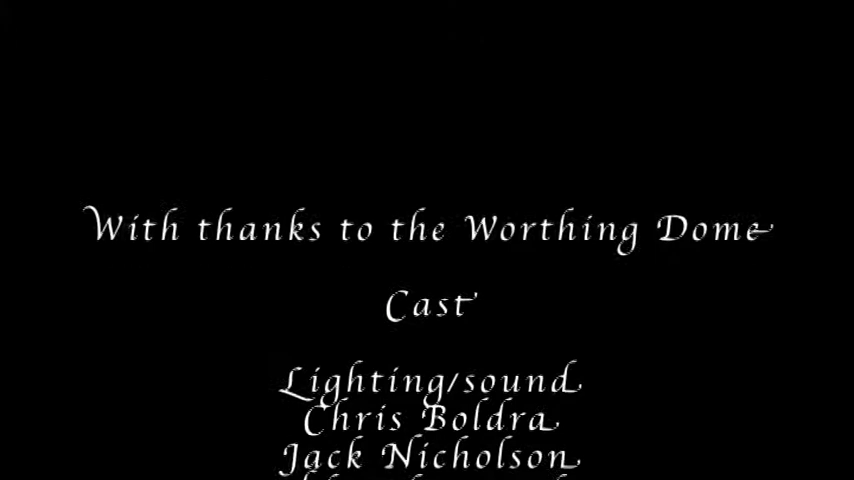 With thanks to the Worthing Dome
Cast
Lighting/sound
Chris Boldra
Jack Nicholson